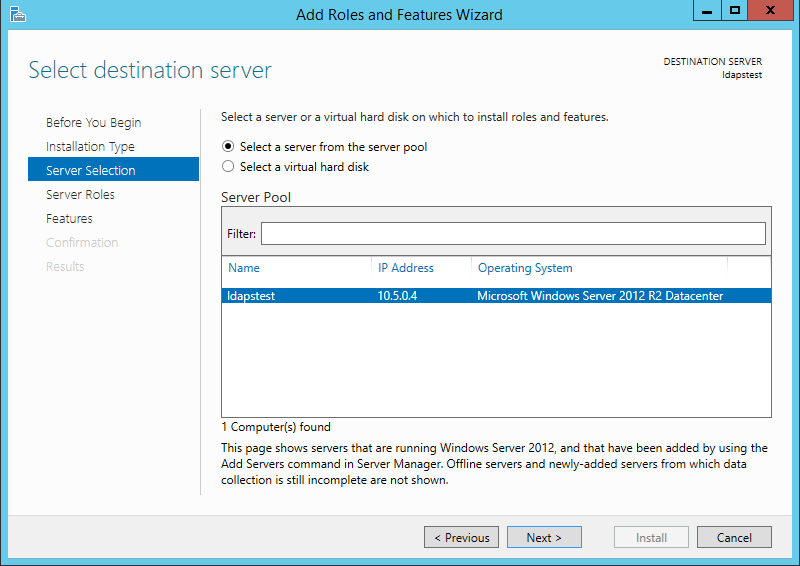 Add Roles and Features Wizard
Select destination server
DESTINATION SERVER
ldapstest
Before You Begin
Installation Type
Server Selection
Server Roles
Features
Confirmation
Results
Select a server or a virtual hard disk on which to install roles and features.
Select a server from the server pool
Select a virtual hard disk
Server Pool
Filter:
Name IP Address Operating System
ldapstest 10.5.0.4 Microsoft Windows Server 2012 R2 Datacenter
1 Computer(s) found
This page shows servers that are running Windows Server 2012, and that have been added by using the
Add Servers command in Server Manager. Offline servers and newly-added servers from which data
collection is still incomplete are not shown.
< Previous Next > Install Cancel